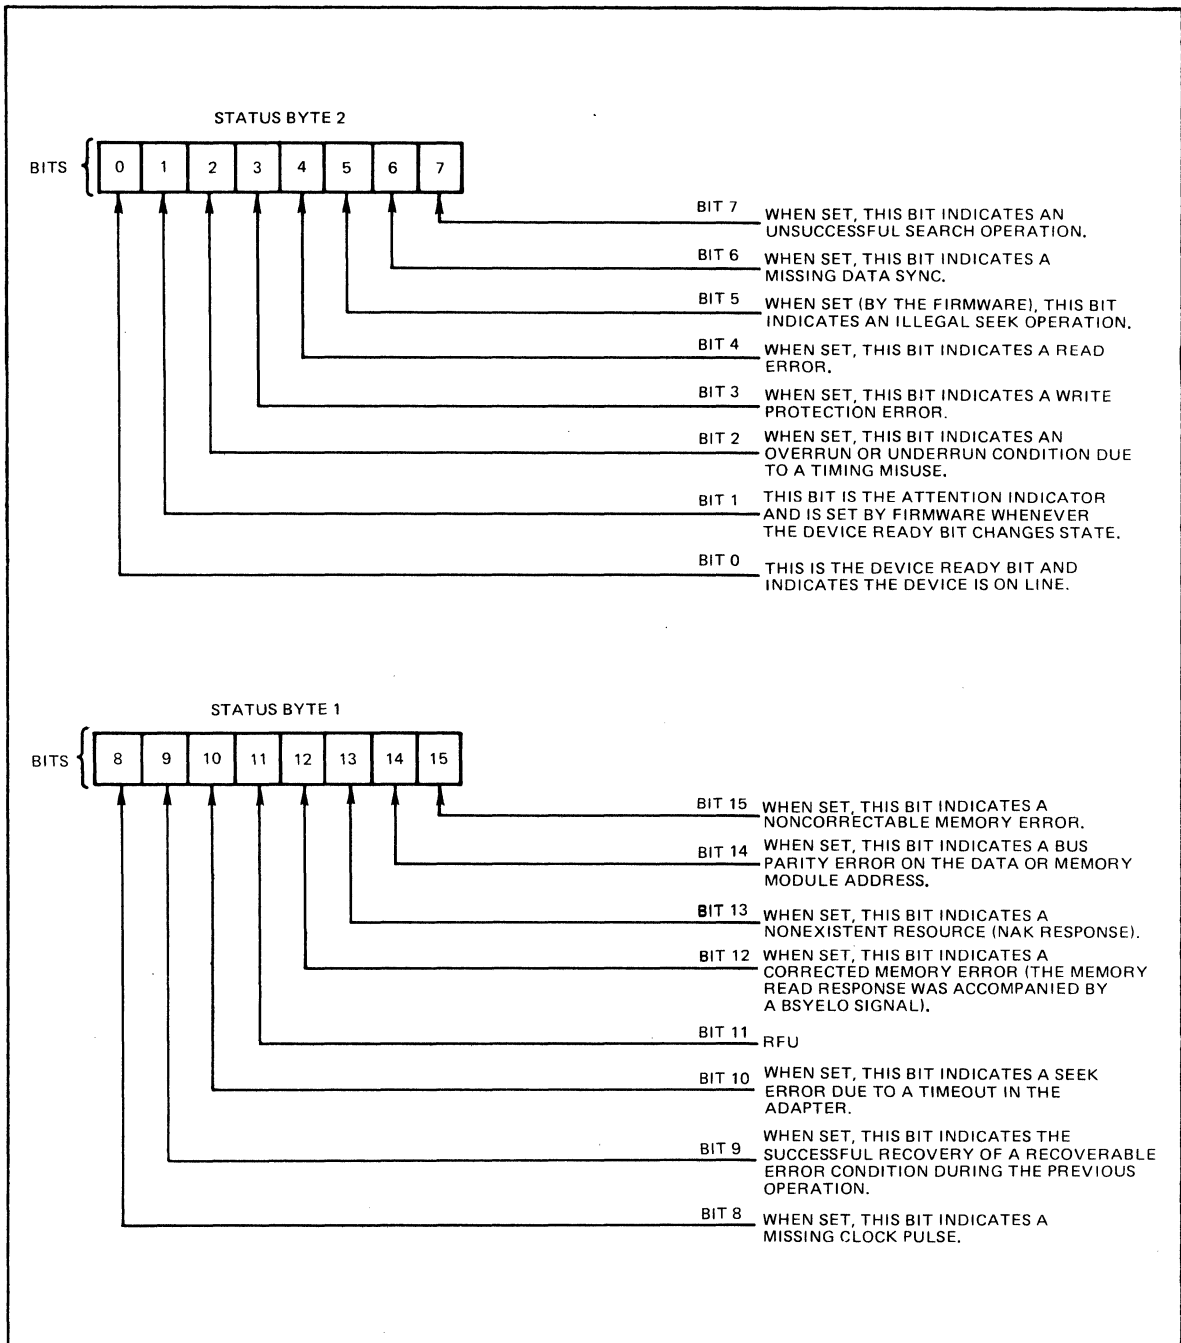 STATUS BYTE 2
BITS
0 1 2 3 4 5 6 7
BIT 7
WHEN SET, THIS BIT INDICATES AN
UNSUCCESSFUL SEARCH OPERATION.
BIT 6
WHEN SET, THIS BIT INDICATES A
MISSING DATA SYNC.
BIT 5
WHEN SET (BY THE FIRMWARE), THIS BIT
INDICATES AN ILLEGAL SEEK OPERATION.
BIT 4
WHEN SET, THIS BIT INDICATES A READ
ERROR.
BIT 3
WHEN SET, THIS BIT INDICATES A WRITE
PROTECTION ERROR.
BIT 2
WHEN SET, THIS BIT INDICATES AN
OVERRUN OR UNDERRUN CONDITION DUE
TO A TIMING MISUSE.
BIT 1
THIS BIT IS THE ATTENTION INDICATOR
AND IS SET BY FIRMWARE WHENEVER
THE DEVICE READY BIT CHANGES STATE.
BIT 0
THIS IS THE DEVICE READY BIT AND
INDICATES THE DEVICE IS ON LINE.
STATUS BYTE 1
BITS
8 9 10 11 12 13 14 15
BIT 15
WHEN SET, THIS BIT INDICATES A
NONCORRECTABLE MEMORY ERROR.
BIT 14
WHEN SET, THIS BIT INDICATES A BUS
PARITY ERROR ON THE DATA OR MEMORY
MODULE ADDRESS.
BIT 13
WHEN SET, THIS BIT INDICATES A
NONEXISTENT RESOURCE (NAK RESPONSE).
BIT 12
WHEN SET, THIS BIT INDICATES A
CORRECTED MEMORY ERROR (THE MEMORY
READ RESPONSE WAS ACCOMPANIED BY
A BSYELO SIGNAL).
BIT 11
RFU
BIT 10
WHEN SET, THIS BIT INDICATES A SEEK
ERROR DUE TO A TIMEOUT IN THE
ADAPTER.
BIT 9
WHEN SET, THIS BIT INDICATES THE
SUCCESSFUL RECOVERY OF A RECOVERABLE
ERROR CONDITION DURING THE PREVIOUS
OPERATION.
BIT 8
WHEN SET, THIS BIT INDICATES A
MISSING CLOCK PULSE.